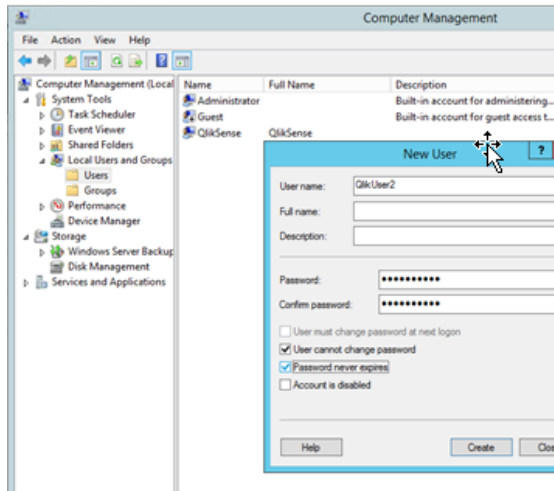 Computer Management
File Action View Help
Computer Management (Local
System Tools
Task Scheduler
Event Viewer
Shared Folders
Local Users and Groups
Users
Groups
Performance
Device Manager
Storage
Windows Server Backup
Disk Management
Services and Applications
Name Full Name Description
Administrator Built-in account for administering...
Guest Built-in account for guest access t...
QlikSense QlikSense
New User ?
User name: QlikUser2
Full name:
Description:
Password: ••••••••••
Confirm password: ••••••••••
User must change password at next logon
User cannot change password
Password never expires
Account is disabled
Help Create Clo